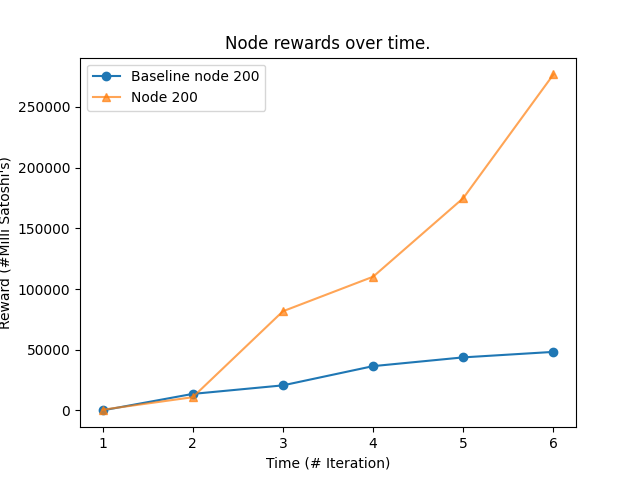 Node rewards over time.
Baseline node 200
Node 200
Reward (#Milli Satoshi's)
250000
200000
150000
100000
50000
0
1 2 3 4 5 6
Time (# Iteration)